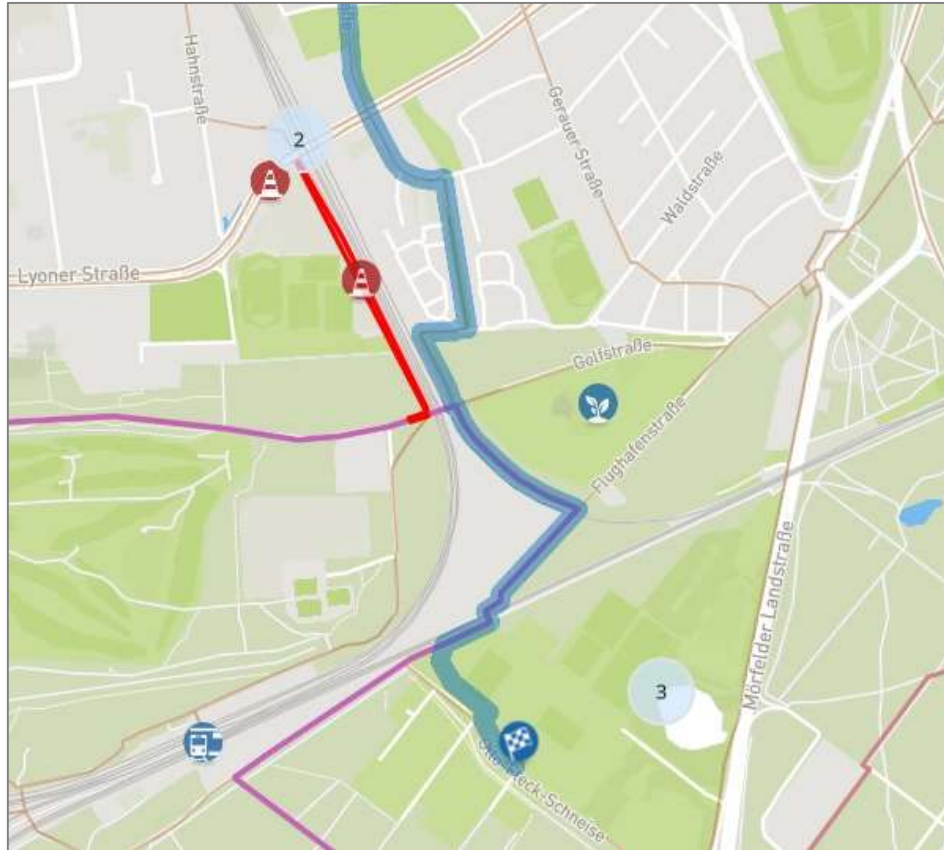 Hahnstraße
Gerauer Straße
2
Waldstraße
Lyoner Straße
Golfstraße
Flughafenstraße
Mörfelder Landstraße
3